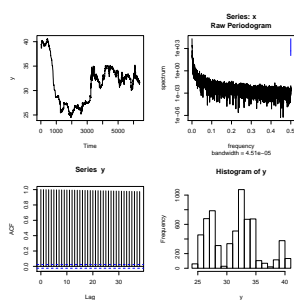 y
25 30 35 40
0 1000 3000 5000
Time
Series: x
Raw Periodogram
spectrum
1e-06 1e-03 1e+00 1e+03
0.0 0.1 0.2 0.3 0.4 0.5
frequency
bandwidth = 4.51e-05
Series y
ACF
0.0 0.2 0.4 0.6 0.8 1.0
0 10 20 30
Lag
Histogram of y
Frequency
0 200 600 1000
25 30 35 40
y